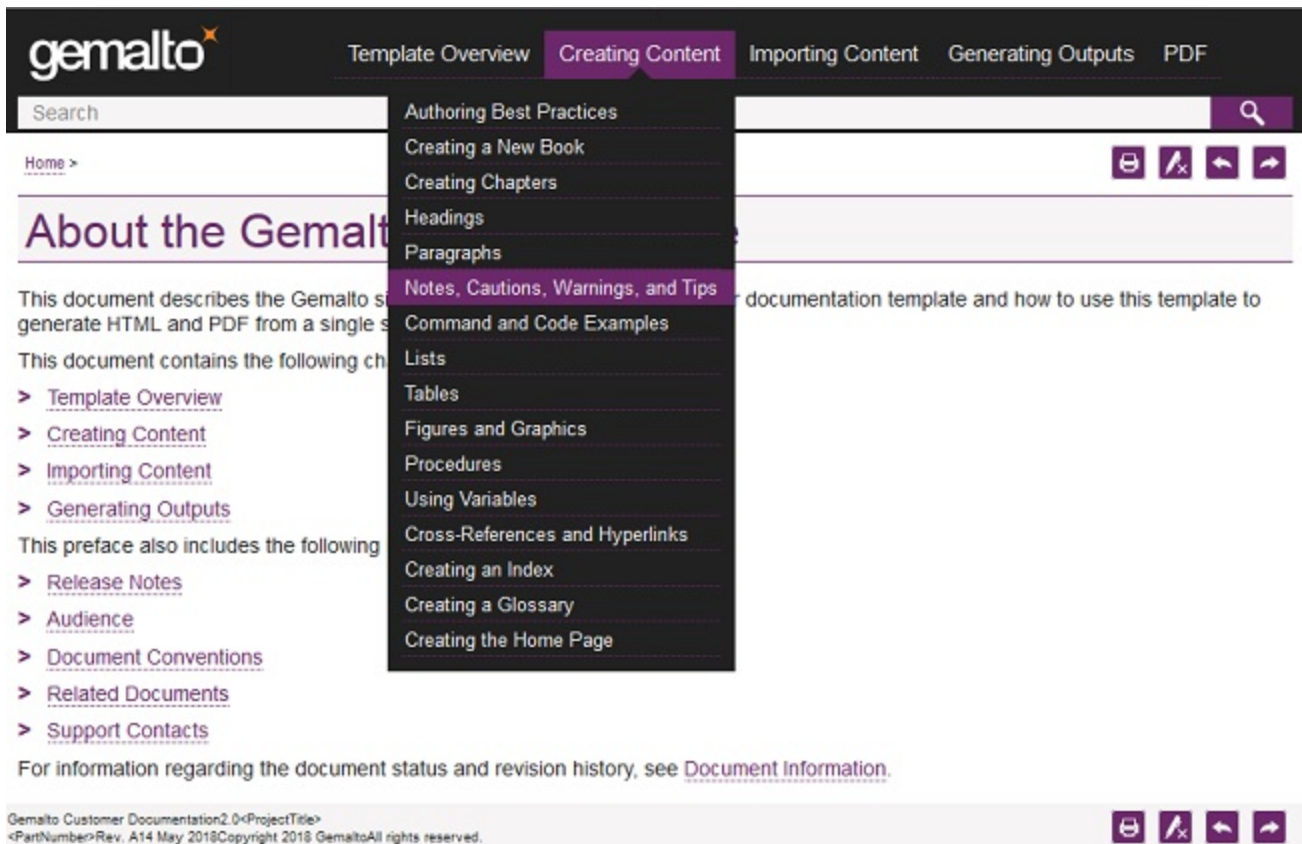 gemalto
Template Overview Creating Content Importing Content Generating Outputs PDF
Search
Authoring Best Practices
Creating a New Book
Creating Chapters
Headings
Paragraphs
Notes, Cautions, Warnings, and Tips
Command and Code Examples
Lists
Tables
Figures and Graphics
Procedures
Using Variables
Cross-References and Hyperlinks
Creating an Index
Creating a Glossary
Creating the Home Page
Home >
About the Gemalt
This document describes the Gemalto documentation template and how to use this template to
generate HTML and PDF from a single
This document contains the following
> Template Overview
> Creating Content
> Importing Content
> Generating Outputs
This preface also includes the following
> Release Notes
> Audience
> Document Conventions
> Related Documents
> Support Contacts
For information regarding the document status and revision history, see Document Information.
Gemalto Customer Documentation2.0<ProjectTitle>
<PartNumber>Rev. A14 May 2018Copyright 2018 GemaltoAll rights reserved.